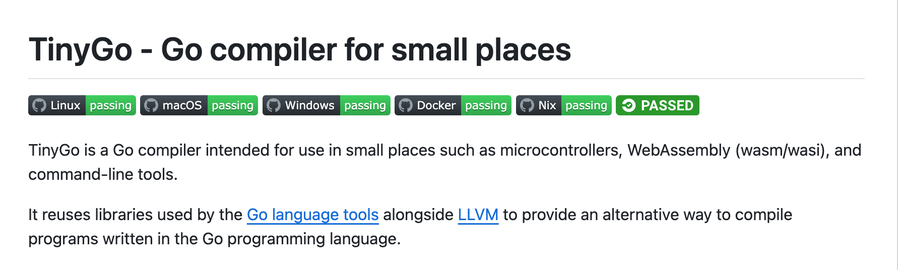 TinyGo - Go compiler for small places
Linux passing macOS passing Windows passing Docker passing Nix passing PASSED
TinyGo is a Go compiler intended for use in small places such as microcontrollers, WebAssembly (wasm/wasi), and
command-line tools.
It reuses libraries used by the Go language tools alongside LLVM to provide an alternative way to compile
programs written in the Go programming language.